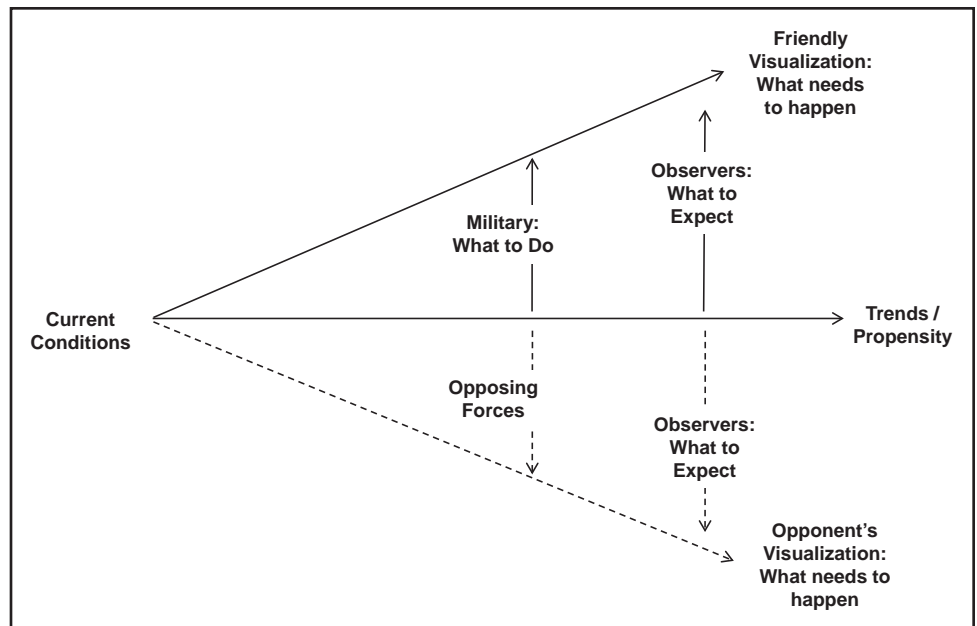 Friendly
Visualization:
What needs
to happen
Observers:
What to
Expect
Military:
What to Do
Current
Conditions
Trends /
Propensity
Opposing
Forces
Observers:
What to
Expect
Opponent’s
Visualization:
What needs to
happen